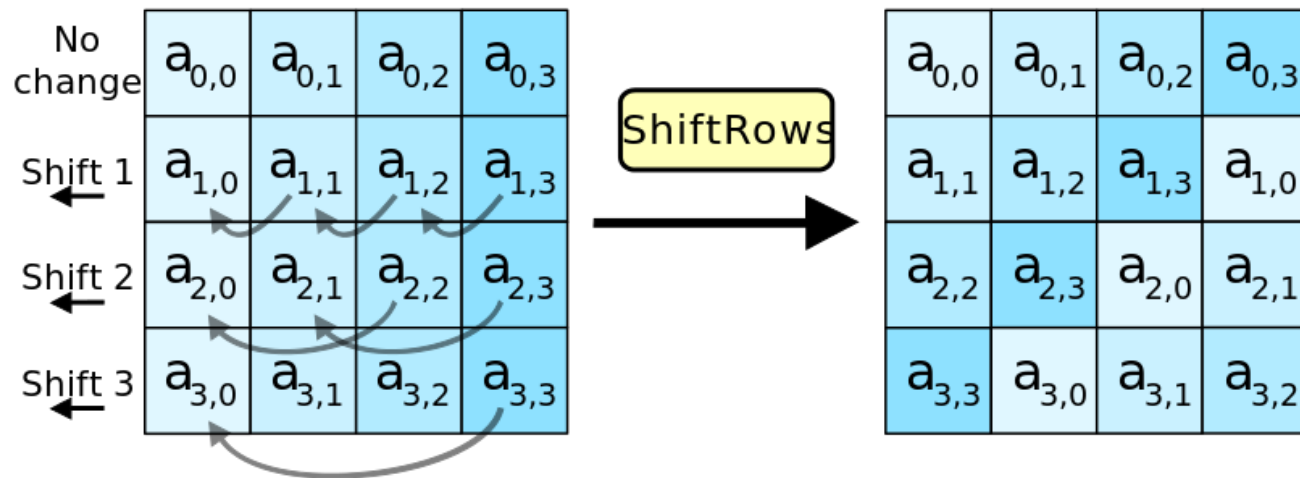 No
change
a0,0 a0,1 a0,2 a0,3
Shift 1
a1,0 a1,1 a1,2 a1,3
Shift 2
a2,0 a2,1 a2,2 a2,3
Shift 3
a3,0 a3,1 a3,2 a3,3
ShiftRows
a0,0 a0,1 a0,2 a0,3
a1,1 a1,2 a1,3 a1,0
a2,2 a2,3 a2,0 a2,1
a3,3 a3,0 a3,1 a3,2